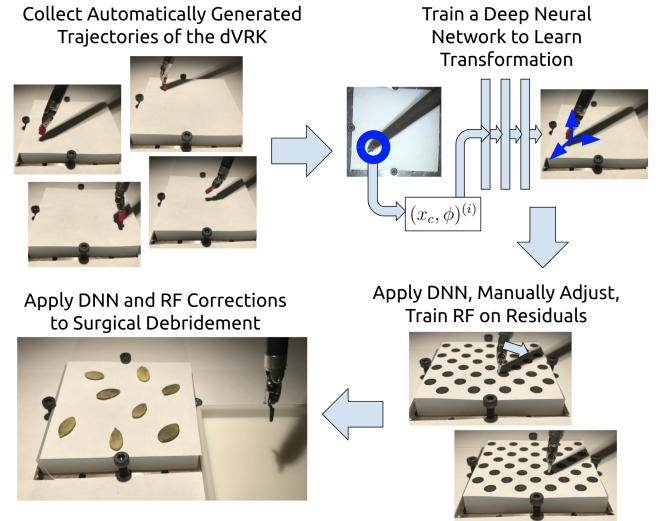 Collect Automatically Generated
Trajectories of the dVRK
Train a Deep Neural
Network to Learn
Transformation
(x_c, ϕ)^{(i)}
Apply DNN, Manually Adjust,
Train RF on Residuals
Apply DNN and RF Corrections
to Surgical Debridement